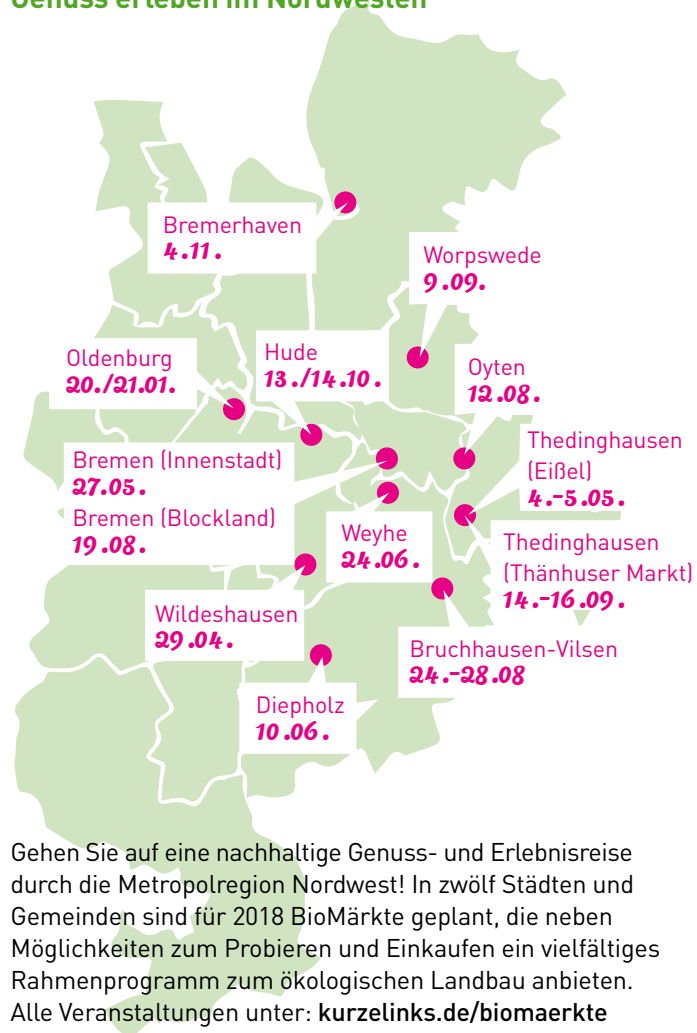 Genuss erleben im Nordwesten
Bremerhaven
4.11.
Worpswede
9.09.
Oldenburg
20./21.01.
Hude
13./14.10.
Oyten
12.08.
Bremen (Innenstadt)
27.05.
Bremen (Blockland)
19.08.
Thedinghausen
(Eißel)
4.-5.05.
Weyhe
24.06.
Thedinghausen
(Thänhuser Markt)
14.-16.09.
Wildeshausen
29.04.
Bruchhausen-Vilsen
24.-28.08
Diepholz
10.06.
Gehen Sie auf eine nachhaltige Genuss- und Erlebnisreise
durch die Metropolregion Nordwest! In zwölf Städten und
Gemeinden sind für 2018 BioMärkte geplant, die neben
Möglichkeiten zum Probieren und Einkaufen ein vielfältiges
Rahmenprogramm zum ökologischen Landbau anbieten.
Alle Veranstaltungen unter: kurzelinks.de/biomaerkte